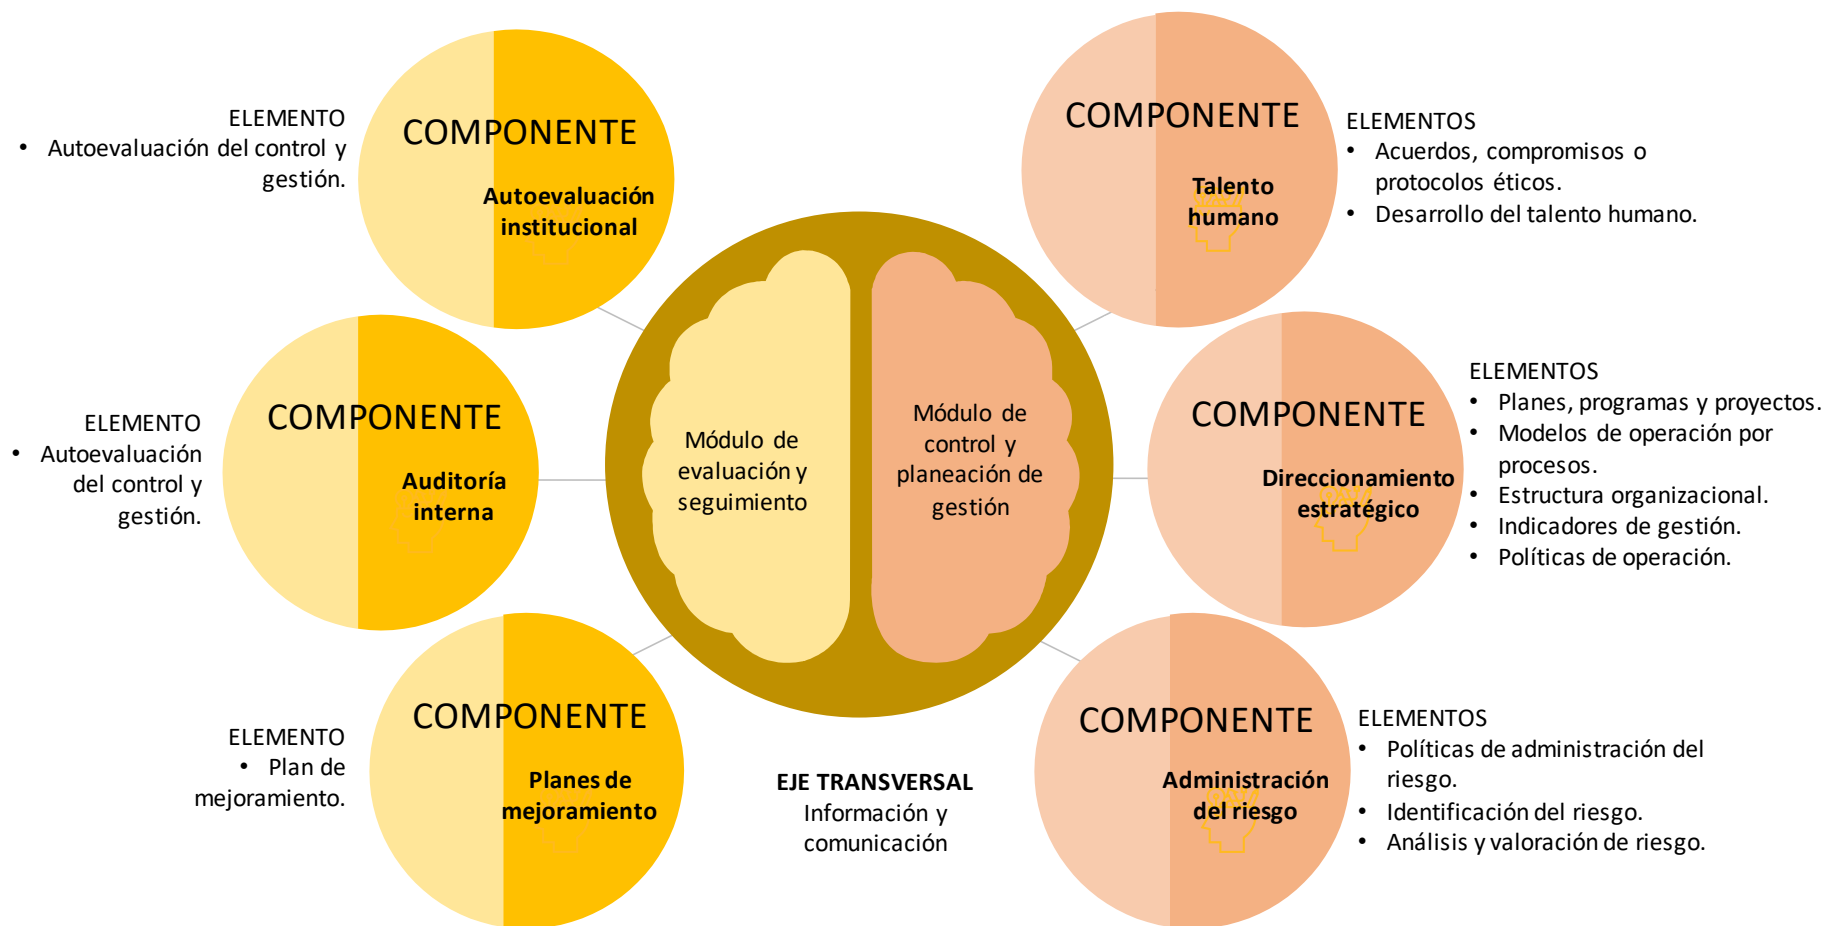 ELEMENTO
• Autoevaluación del control y
gestión.
COMPONENTE
Autoevaluación
institucional
ELEMENTO
• Autoevaluación
del control y
gestión.
COMPONENTE
Auditoría
interna
ELEMENTO
• Plan de
mejoramiento.
COMPONENTE
Planes de
mejoramiento
Módulo de
evaluación y
seguimiento
Módulo de
control y
planeación de
gestión
EJE TRANSVERSAL
Información y
comunicación
COMPONENTE
Talento
humano
ELEMENTOS
• Acuerdos, compromisos o
protocolos éticos.
• Desarrollo del talento humano.
COMPONENTE
Direccionamiento
estratégico
ELEMENTOS
• Planes, programas y proyectos.
• Modelos de operación por
procesos.
• Estructura organizacional.
• Indicadores de gestión.
• Políticas de operación.
COMPONENTE
Administración
del riesgo
ELEMENTOS
• Políticas de administración del
riesgo.
• Identificación del riesgo.
• Análisis y valoración de riesgo.